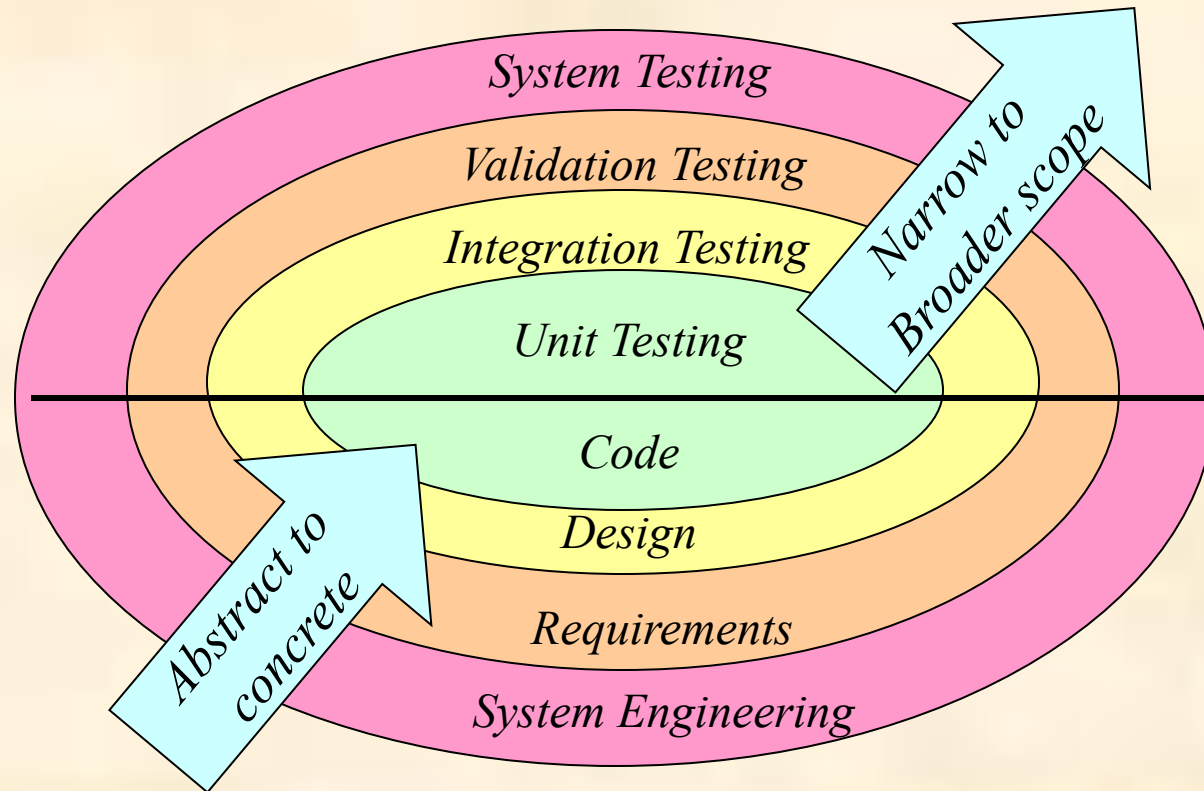 System Testing
Validation Testing
Integration Testing
Unit Testing
Narrow to
Broader scope
Code
Design
Requirements
System Engineering
Abstract to
concrete